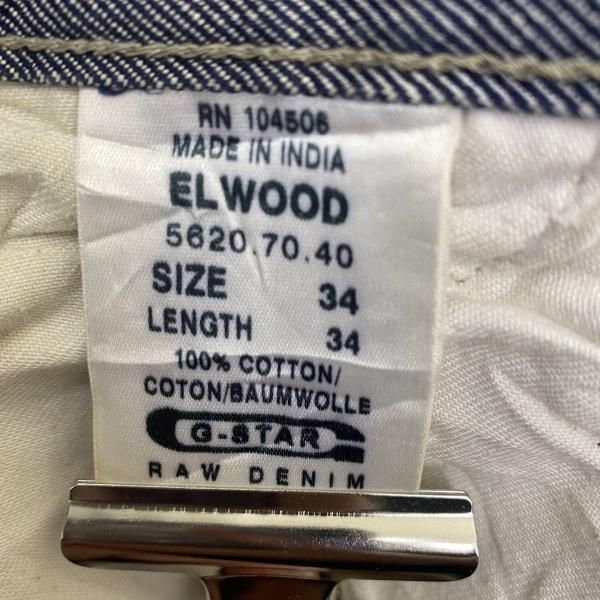 RN 104506
MADE IN INDIA
ELWOOD
5620.70.40
SIZE 34
LENGTH 34
100% COTTON/
COTON/BAUMWOLLE
G-STAR
RAW DENIM